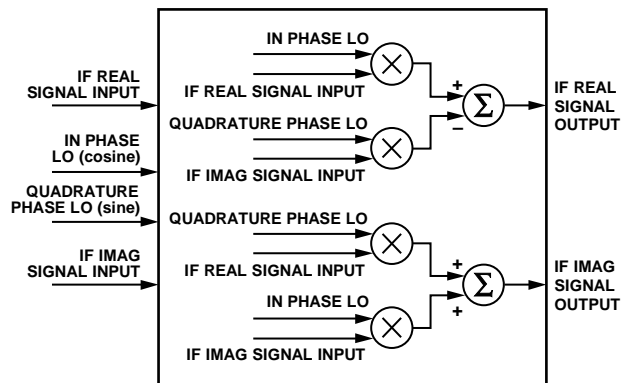 IF REAL
SIGNAL INPUT
IN PHASE
LO (cosine)
QUADRATURE
PHASE LO (sine)
IF IMAG
SIGNAL INPUT
IN PHASE LO
×
IF REAL SIGNAL INPUT
QUADRATURE PHASE LO
×
IF IMAG SIGNAL INPUT
+
Σ
–
QUADRATURE PHASE LO
×
IF REAL SIGNAL INPUT
IN PHASE LO
×
IF IMAG SIGNAL INPUT
+
Σ
+
IF REAL
SIGNAL
OUTPUT
IF IMAG
SIGNAL
OUTPUT